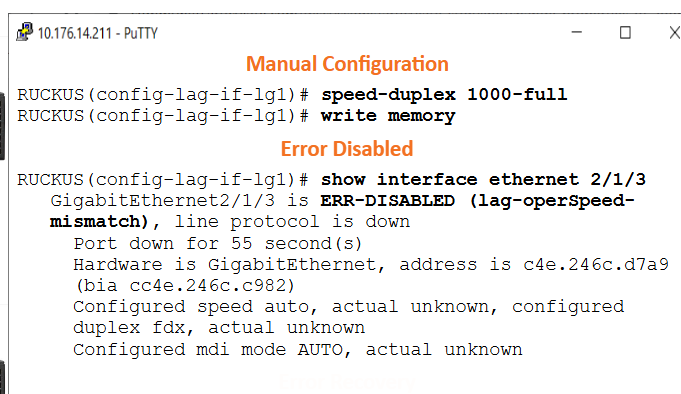 10.176.14.211 - PuTTY
Manual Configuration
RUCKUS(config-lag-if-lg1)# speed-duplex 1000-full
RUCKUS(config-lag-if-lg1)# write memory
Error Disabled
RUCKUS(config-lag-if-lg1)# show interface ethernet 2/1/3
GigabitEthernet2/1/3 is ERR-DISABLED (lag-operSpeed-
mismatch), line protocol is down
Port down for 55 second(s)
Hardware is GigabitEthernet, address is c4e.246c.d7a9
(bia cc4e.246c.c982)
Configured speed auto, actual unknown, configured
duplex fdx, actual unknown
Configured mdi mode AUTO, actual unknown